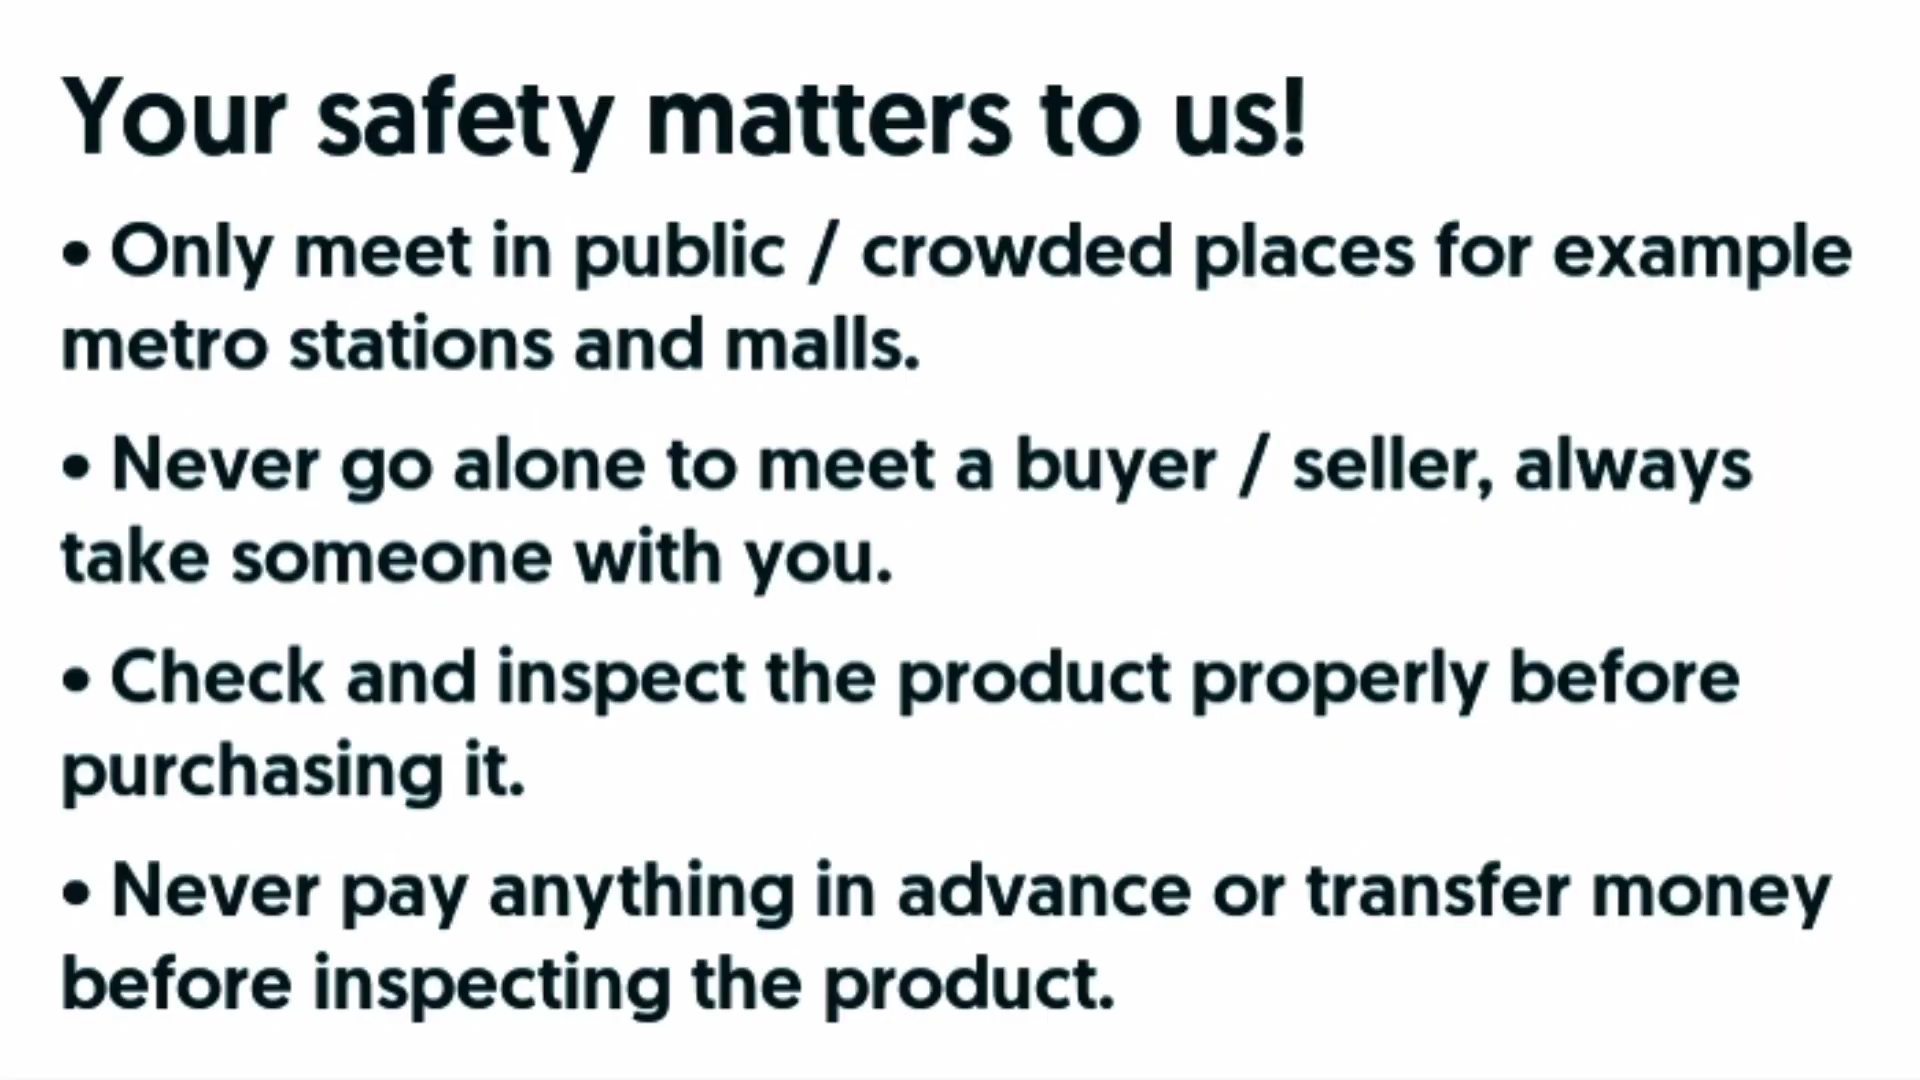 Your safety matters to us!
• Only meet in public / crowded places for example
metro stations and malls.
• Never go alone to meet a buyer / seller, always
take someone with you.
• Check and inspect the product properly before
purchasing it.
• Never pay anything in advance or transfer money
before inspecting the product.